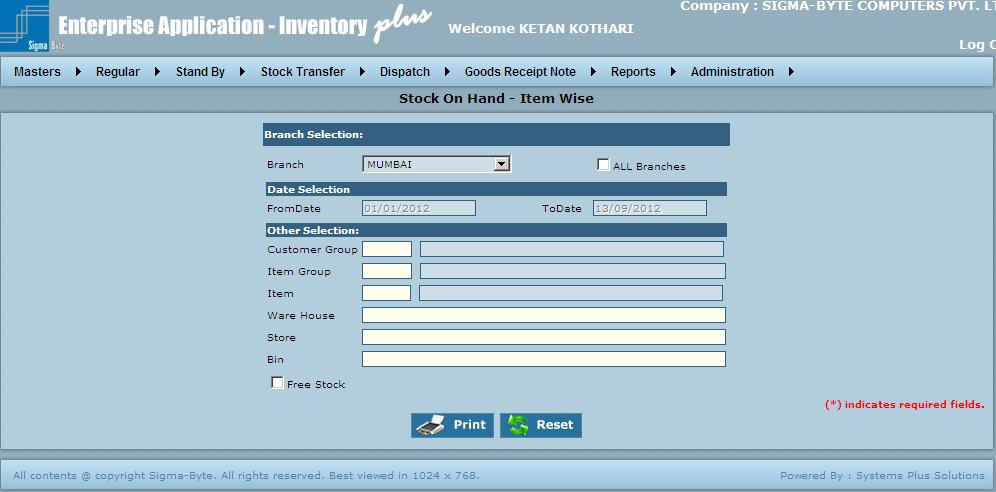 Company : SIGMA-BYTE COMPUTERS PVT.
Enterprise Application - Inventory plus
Welcome KETAN KOTHARI
Sigma Byte
Log
Masters Regular Stand By Stock Transfer Dispatch Goods Receipt Note Reports Administration
Stock On Hand - Item Wise
Branch Selection:
Branch MUMBAI ALL Branches
Date Selection
FromDate 01/01/2012 ToDate 13/09/2012
Other Selection:
Customer Group
Item Group
Item
Ware House
Store
Bin
Free Stock
(*) indicates required fields.
Print Reset
All contents @ copyright Sigma-Byte. All rights reserved. Best viewed in 1024 x 768. Powered By : Systems Plus Solutions